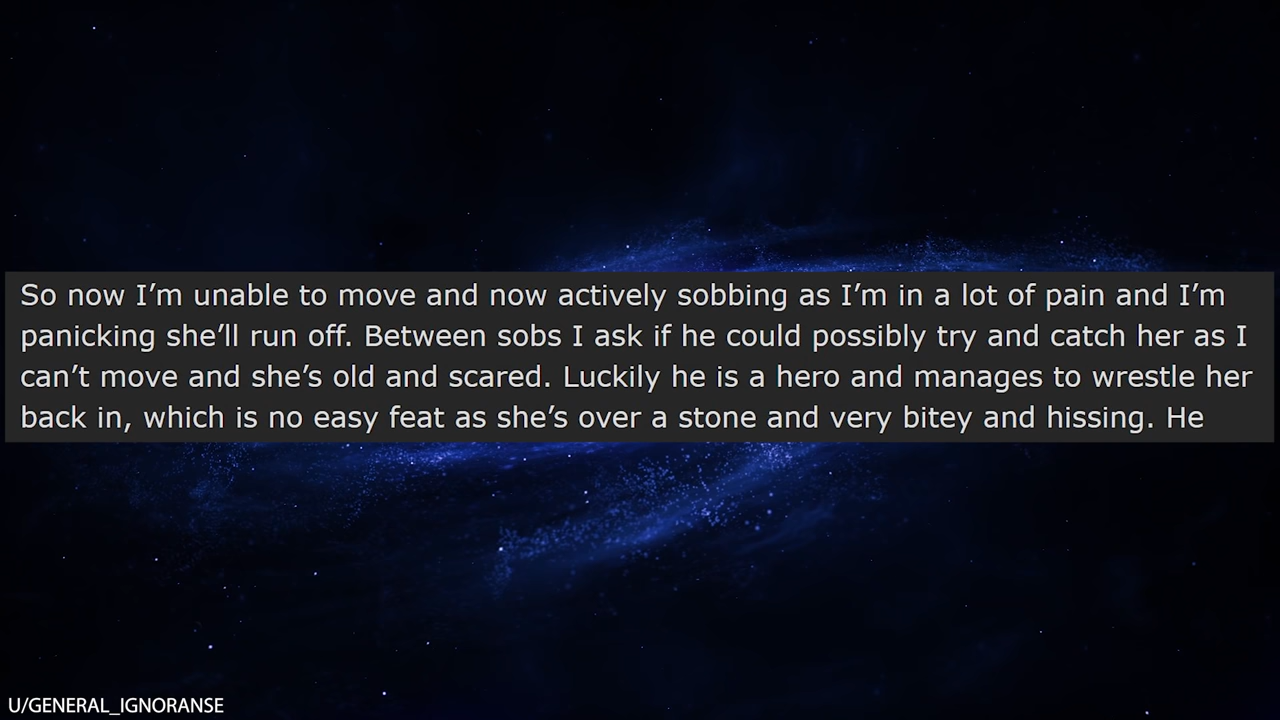 So now I’m unable to move and now actively sobbing as I’m in a lot of pain and I’m
panicking she’ll run off. Between sobs I ask if he could possibly try and catch her as I
can’t move and she’s old and scared. Luckily he is a hero and manages to wrestle her
back in, which is no easy feat as she’s over a stone and very bitey and hissing. He
U/GENERAL_IGNORANSE